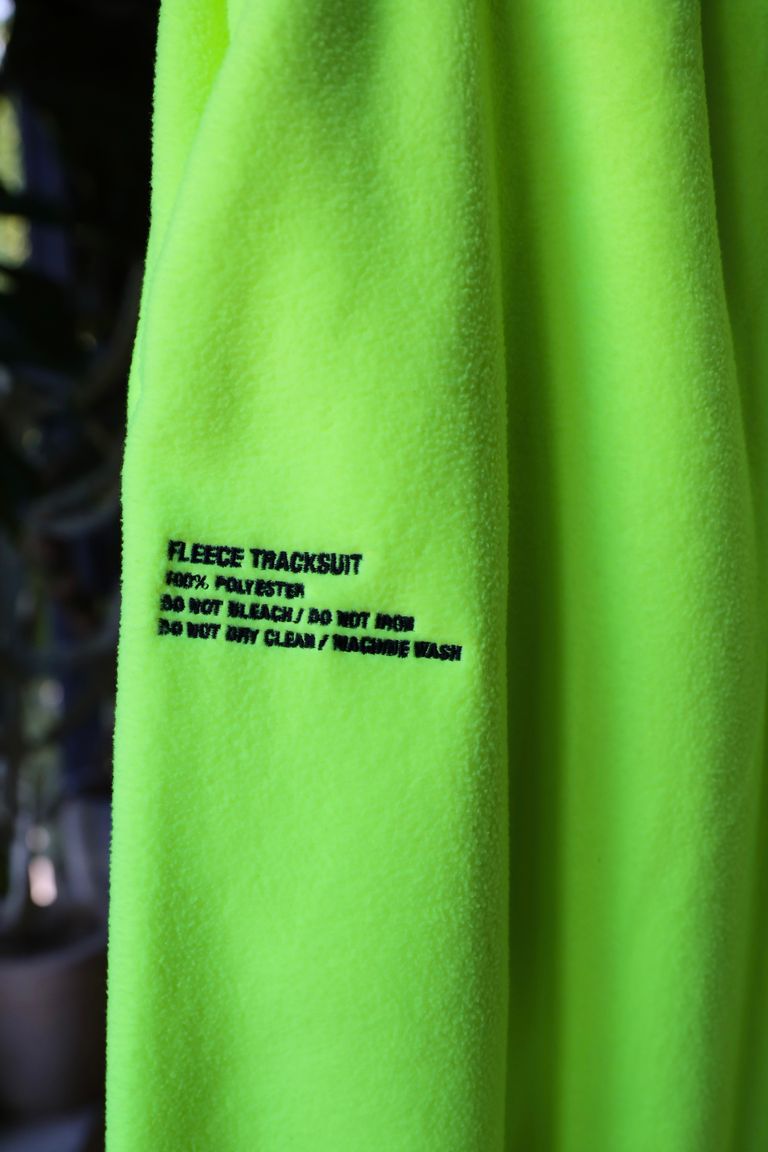 FLEECE TRACKSUIT
100% POLYESTER
DO NOT BLEACH / DO NOT IRON
DO NOT DRY CLEAN / MACHINE WASH